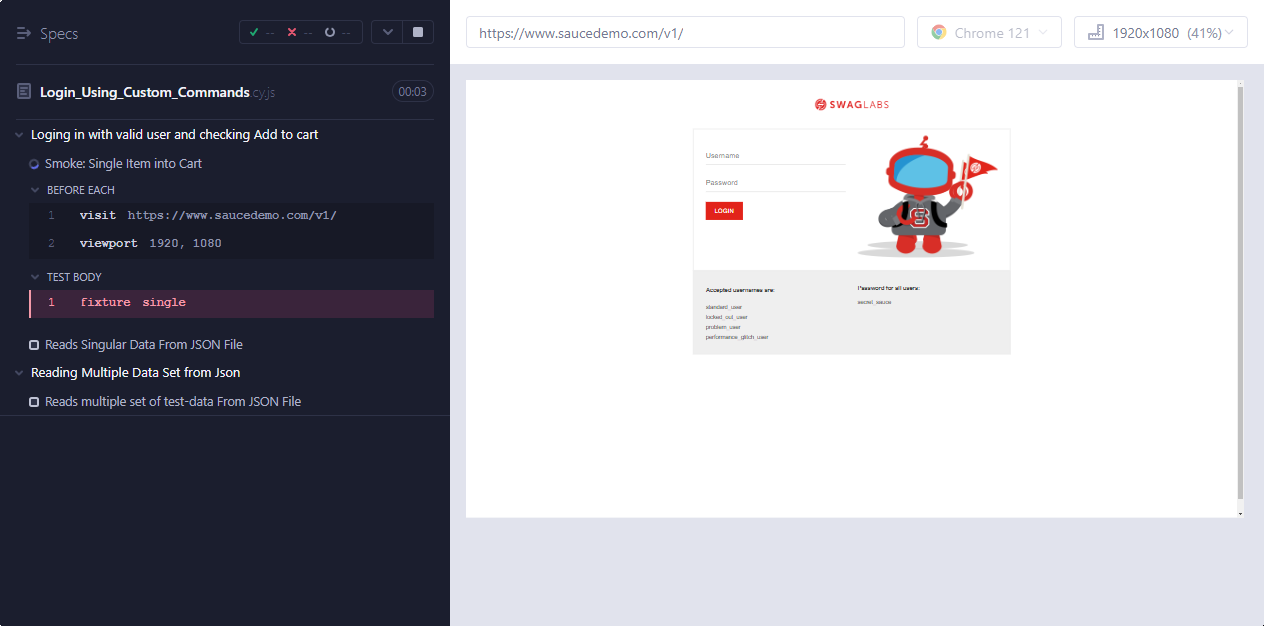 Specs
-- -- --
Login_Using_Custom_Commands cy.js
00:03
Loging in with valid user and checking Add to cart
Smoke: Single Item into Cart
BEFORE EACH
1 visit https://www.saucedemo.com/v1/
2 viewport 1920, 1080
TEST BODY
1 fixture single
Reads Singular Data From JSON File
Reading Multiple Data Set from Json
Reads multiple set of test-data From JSON File
https://www.saucedemo.com/v1/
Chrome 121
1920x1080 (41%)
SWAGLABS
Username
Password
LOGIN
S
Accepted usernames are:
standard_user
locked_out_user
problem_user
performance_glitch_user
Password for all users:
secret_sauce